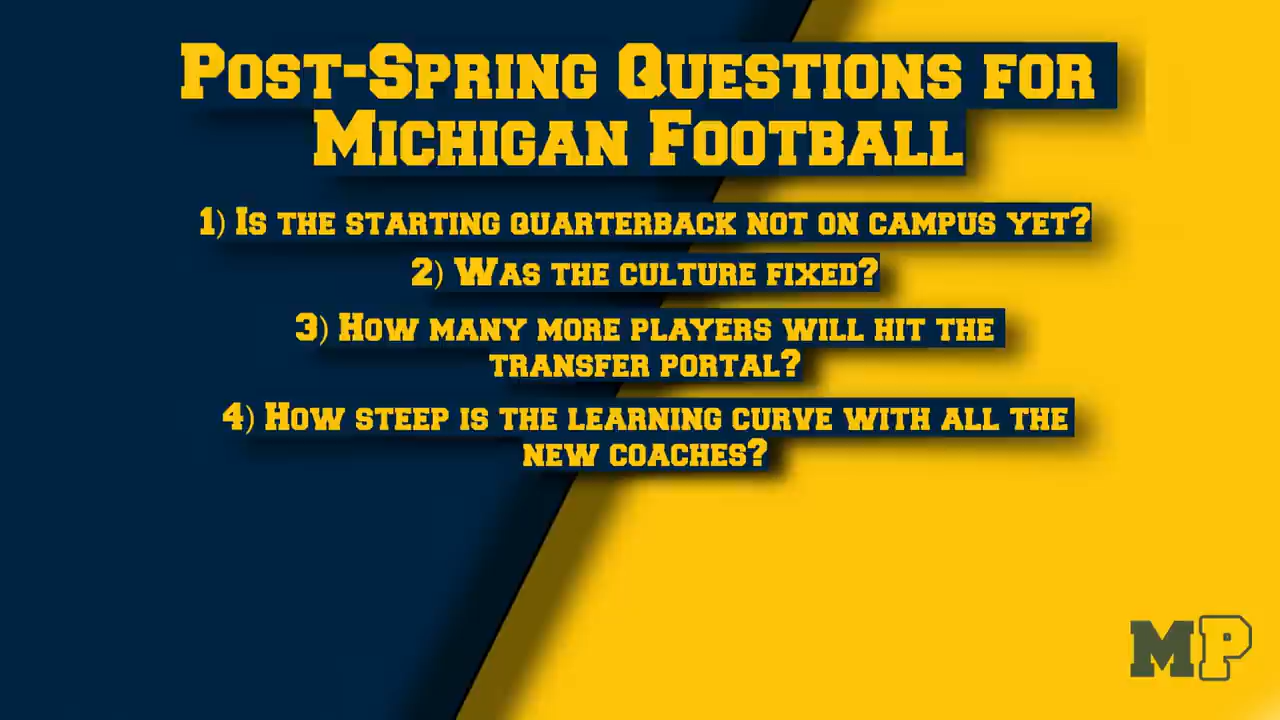 Post-Spring Questions for
Michigan Football
1) Is the starting quarterback not on campus yet?
2) Was the culture fixed?
3) How many more players will hit the
transfer portal?
4) How steep is the learning curve with all the
new coaches?
MP